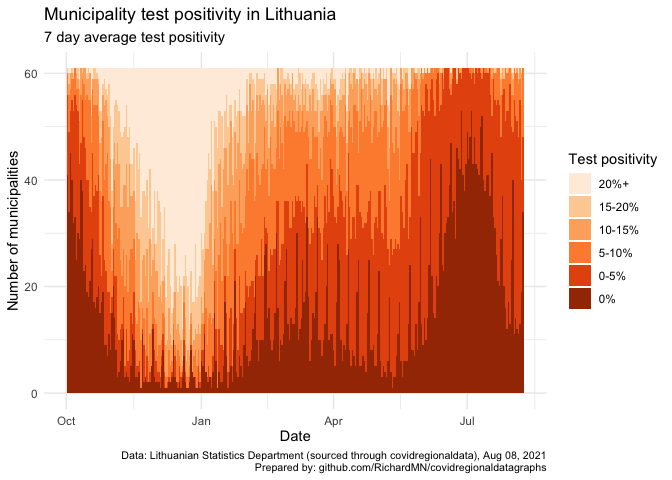 Municipality test positivity in Lithuania
7 day average test positivity
Number of municipalities
60
40
20
0
Oct
Jan
Apr
Jul
Date
Test positivity
20%+
15-20%
10-15%
5-10%
0-5%
0%
Data: Lithuanian Statistics Department (sourced through covidregionaldata), Aug 08, 2021
Prepared by: github.com/RichardMN/covidregionaldatagraphs